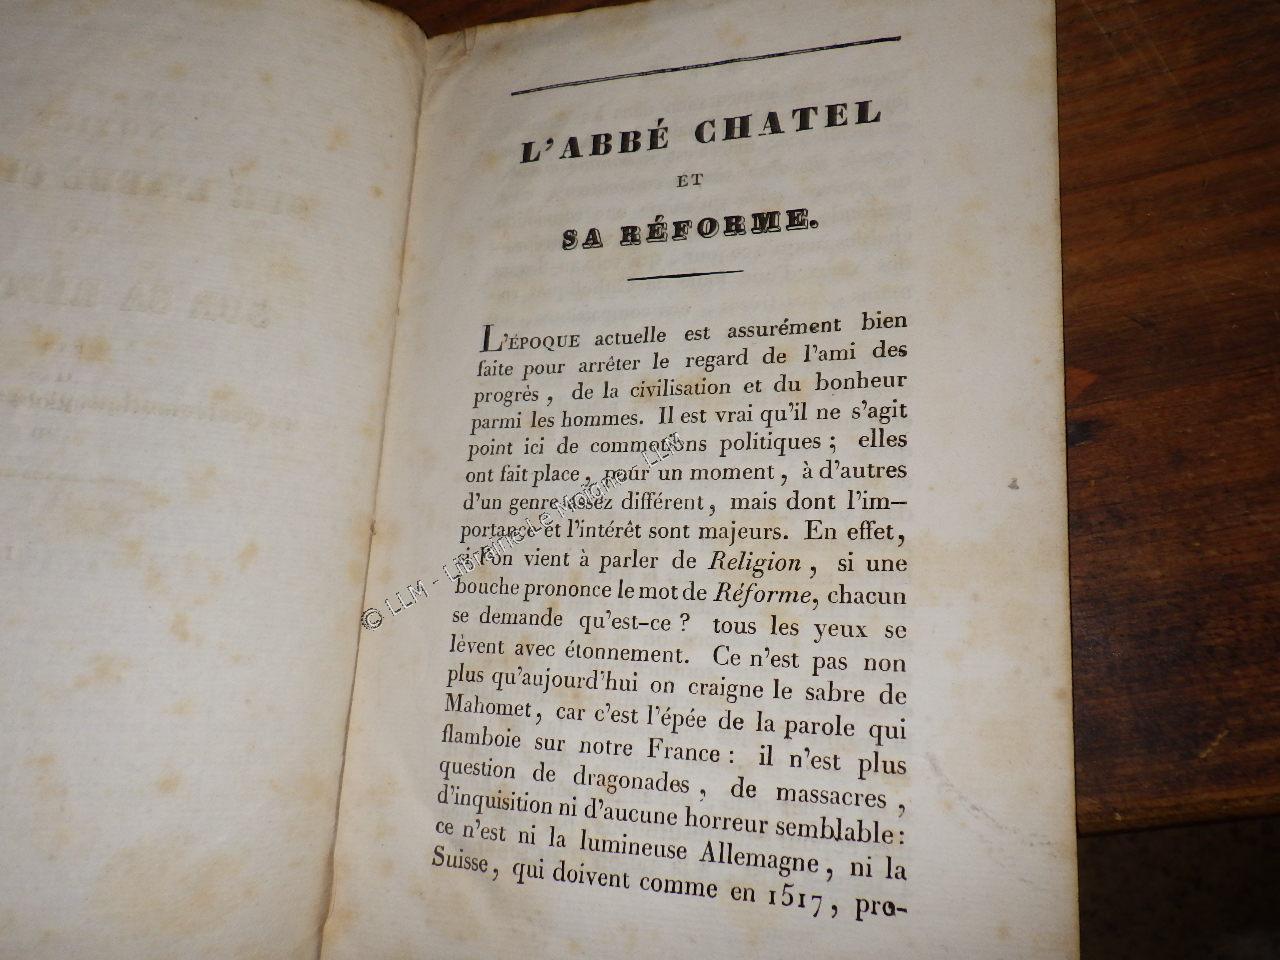 L'ABBÉ CHATEL
ET
SA RÉFORME.
L'ÉPOQUE actuelle est assurément bien
faite pour arrêter le regard de l'ami des
progrès, de la civilisation et du bonheur
parmi les hommes. Il est vrai qu'il ne s'agit
point ici de commotions politiques; elles
ont fait place, pour un moment, à d'autres
d'un genre assez différent, mais dont l'im-
portance et l'intérêt sont majeurs. En effet,
si l'on vient à parler de Religion, si une
bouche prononce le mot de Réforme, chacun
se demande qu'est-ce? tous les yeux se
lèvent avec étonnement. Ce n'est pas non
plus qu'aujourd'hui on craigne le sabre de
Mahomet, car c'est l'épée de la parole qui
flamboie sur notre France: il n'est plus
question de dragonades, de massacres,
d'inquisition ni d'aucune horreur semblable:
ce n'est ni la lumineuse Allemagne, ni la
Suisse, qui doivent comme en 1517, pro-
© LLM - Librairie Le Moigne - LLM